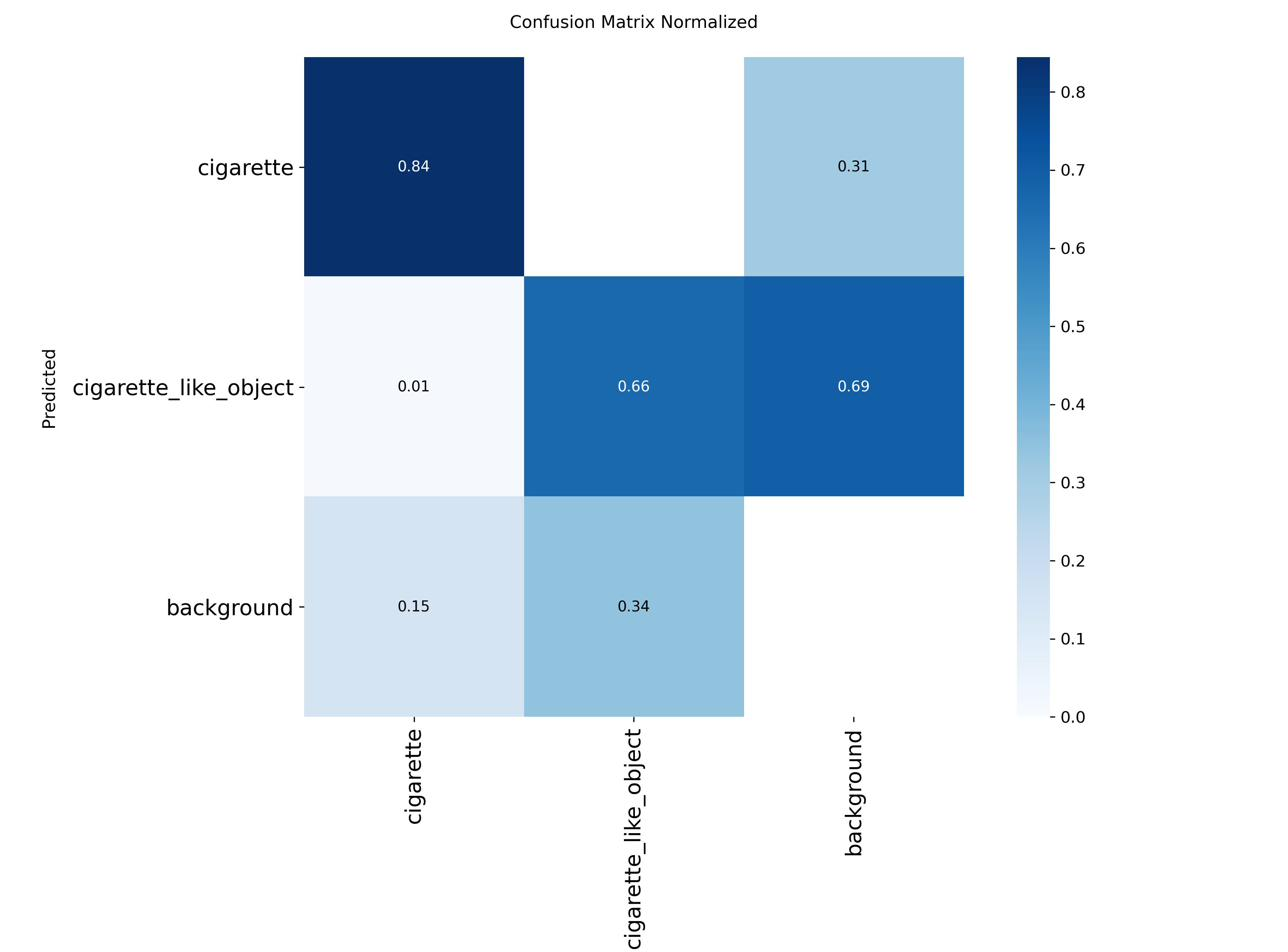 Confusion Matrix Normalized
cigarette
0.84
0.31
cigarette_like_object
0.01
0.66
0.69
background
0.15
0.34
Predicted
cigarette
cigarette_like_object
background
0.8
0.7
0.6
0.5
0.4
0.3
0.2
0.1
0.0